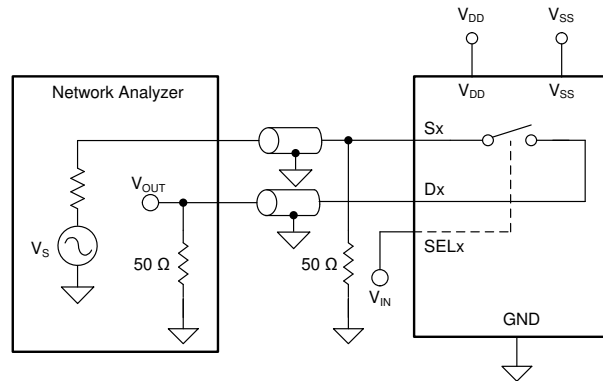 VDD
VSS
Network Analyzer
VDD
VSS
Sx
VOUT
Dx
VS
50 Ω
50 Ω
SELx
VIN
GND